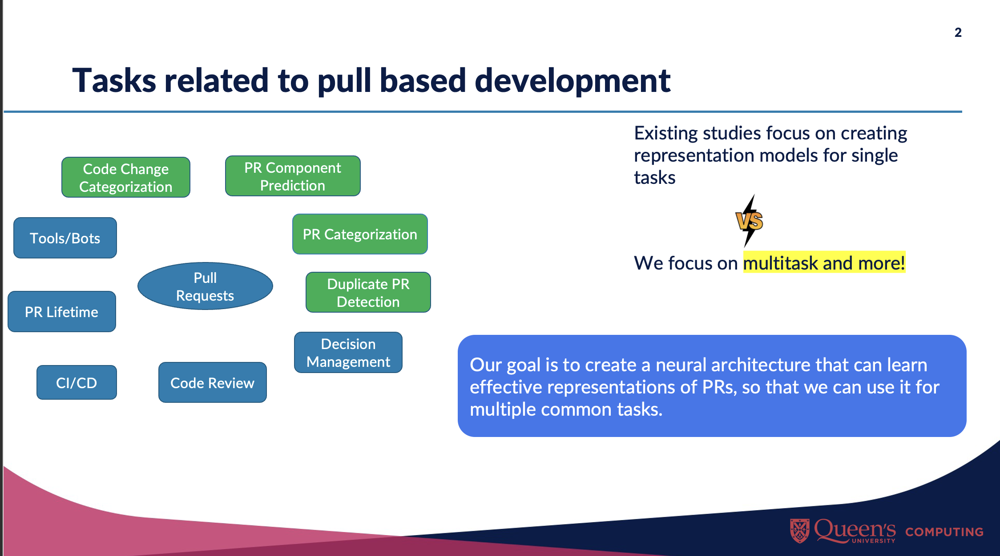 2
Tasks related to pull based development
Existing studies focus on creating
representation models for single
tasks
VS
We focus on multitask and more!
Code Change
Categorization
PR Component
Prediction
Tools/Bots
PR Categorization
Pull
Requests
Duplicate PR
Detection
PR Lifetime
Decision
Management
CI/CD
Code Review
Our goal is to create a neural architecture that can learn
effective representations of PRs, so that we can use it for
multiple common tasks.
Queen's
UNIVERSITY
COMPUTING